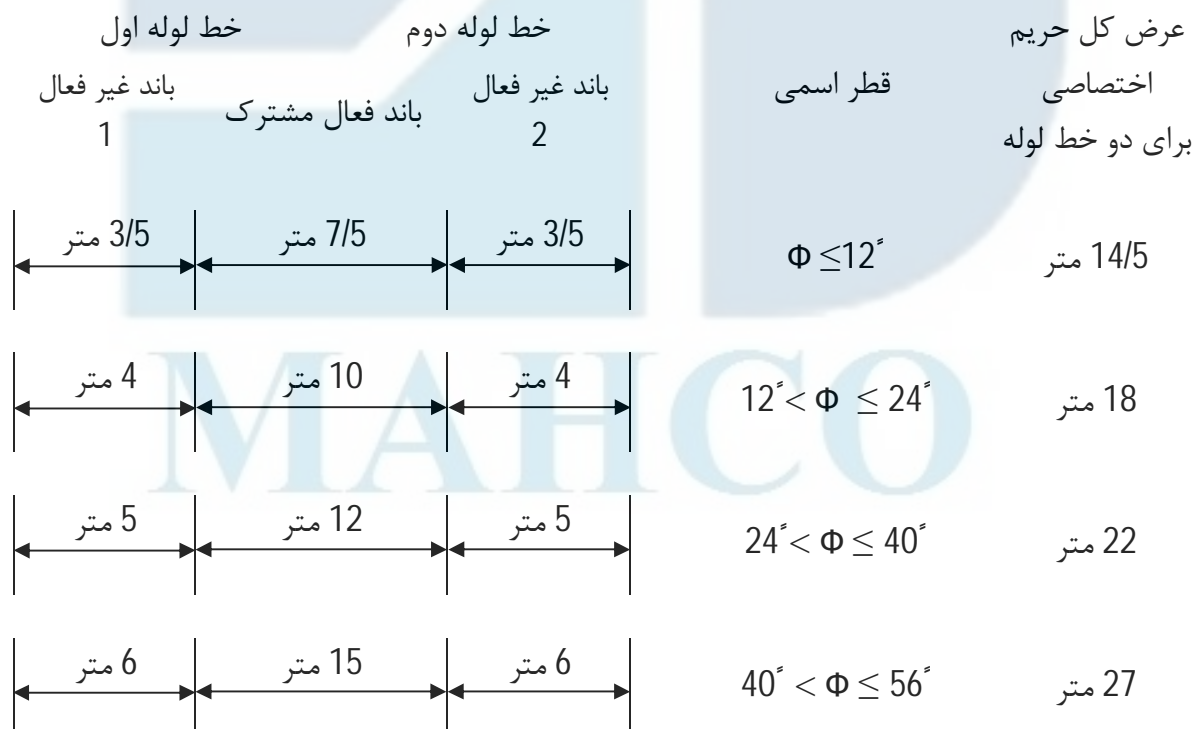 عرض کل حریم
اختصاصی
برای دو خط لوله
قطر اسمی
خط لوله دوم
خط لوله اول
باند غیر فعال
2
باند فعال مشترک
باند غیر فعال
1
14/5 متر
Φ ≤12˝
3/5 متر
7/5 متر
3/5 متر
18 متر
12˝< Φ ≤ 24˝
4 متر
10 متر
4 متر
22 متر
24˝< Φ ≤ 40˝
5 متر
12 متر
5 متر
27 متر
40˝ < Φ ≤ 56˝
6 متر
15 متر
6 متر
MAHCO